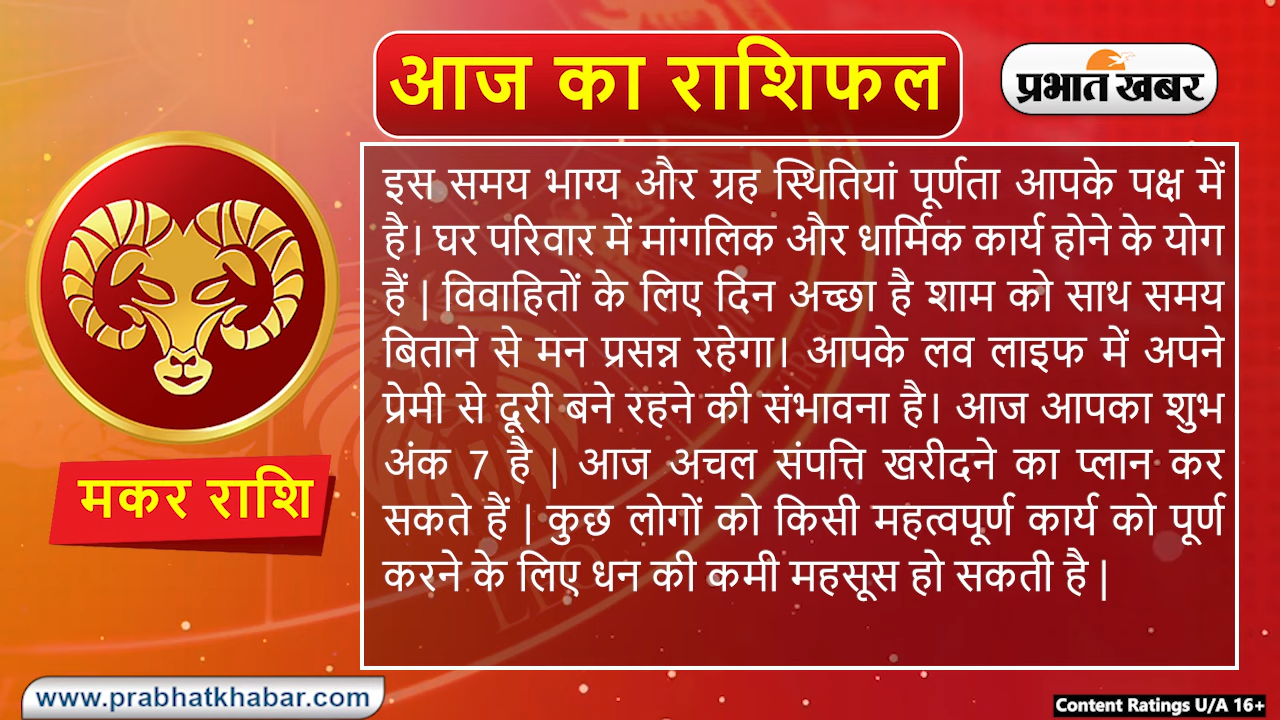 आज का राशिफल
प्रभात खबर
इस समय भाग्य और ग्रह स्थितियां पूर्णता आपके पक्ष में
है। घर परिवार में मांगलिक और धार्मिक कार्य होने के योग
हैं | विवाहितों के लिए दिन अच्छा है शाम को साथ समय
बिताने से मन प्रसन्न रहेगा। आपके लव लाइफ में अपने
प्रेमी से दूरी बने रहने की संभावना है। आज आपका शुभ
अंक 7 है | आज अचल संपत्ति खरीदने का प्लान कर
सकते हैं | कुछ लोगों को किसी महत्वपूर्ण कार्य को पूर्ण
करने के लिए धन की कमी महसूस हो सकती है |
मकर राशि
www.prabhatkhabar.com
Content Ratings U/A 16+